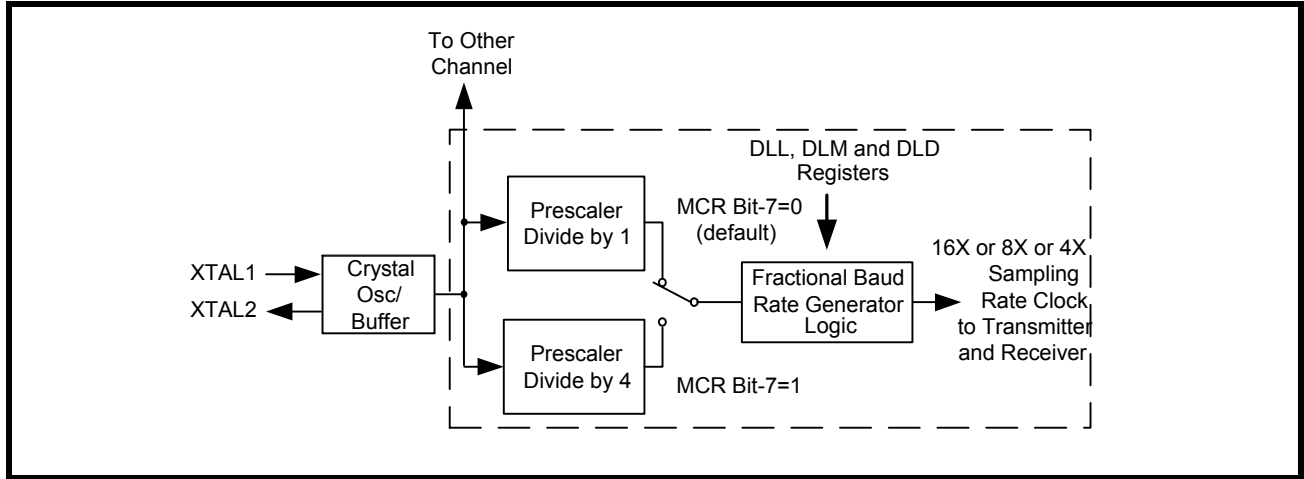 To Other
Channel
DLL, DLM and DLD
Registers
Prescaler
Divide by 1
MCR Bit-7=0
(default)
XTAL1
XTAL2
Crystal
Osc/
Buffer
Fractional Baud
Rate Generator
Logic
16X or 8X or 4X
Sampling
Rate Clock
to Transmitter
and Receiver
Prescaler
Divide by 4
MCR Bit-7=1